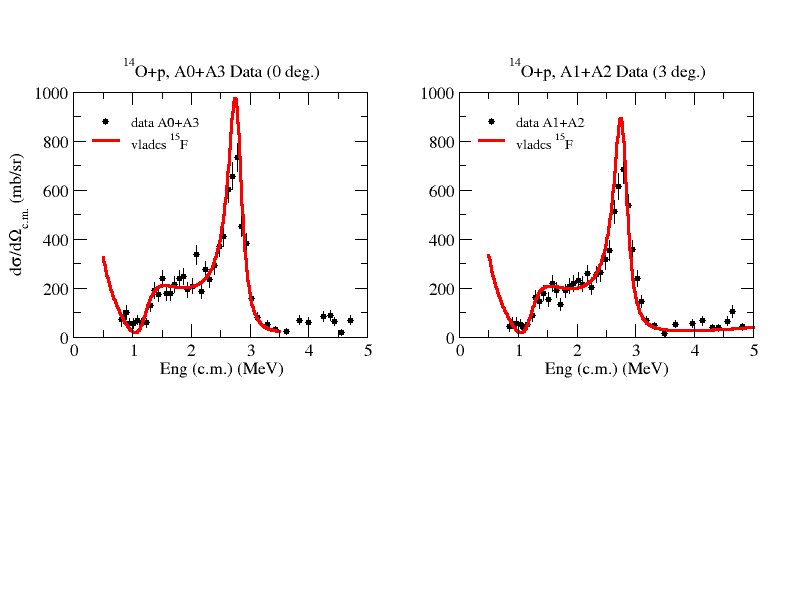 ¹⁴O+p, A0+A3 Data (0 deg.)
data A0+A3
vladcs ¹⁵F
dσ/dΩc.m. (mb/sr)
1000
800
600
400
200
0
0 1 2 3 4 5
Eng (c.m.) (MeV)
¹⁴O+p, A1+A2 Data (3 deg.)
data A1+A2
vladcs ¹⁵F
1000
800
600
400
200
0
0 1 2 3 4 5
Eng (c.m.) (MeV)